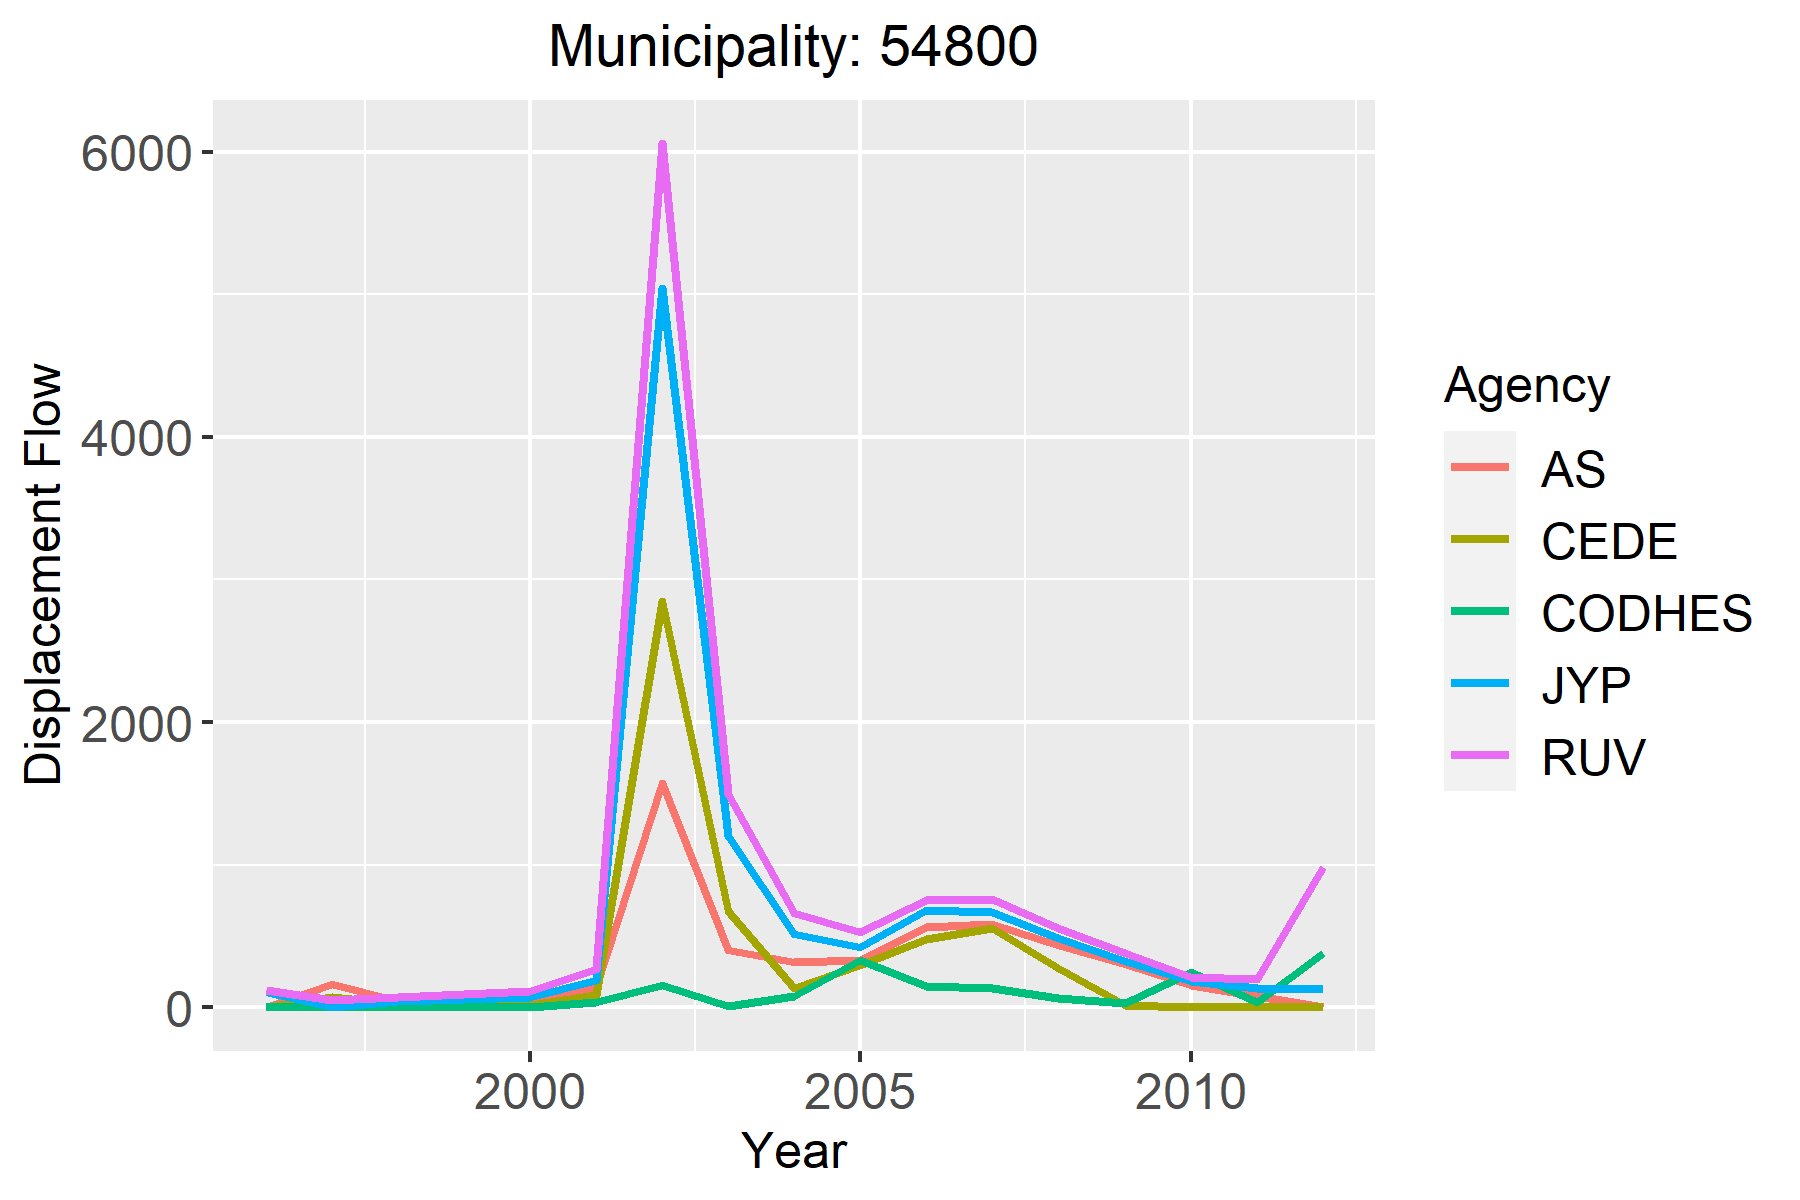 Municipality: 54800
Displacement Flow
6000
4000
2000
0
2000 2005 2010
Year
Agency
AS
CEDE
CODHES
JYP
RUV